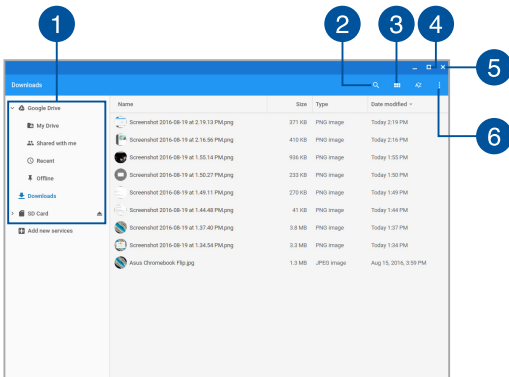 1 2 3 4
5
Downloads AZ
6
Google Drive
My Drive
Shared with me
Recent
Offline
Downloads
SD Card
Add new services
Name Size Type Date modified
Screenshot 2016-08-19 at 2.19.13 PM.png 371 KB PNG image Today 2:19 PM
Screenshot 2016-08-19 at 2.16.56 PM.png 410 KB PNG image Today 2:16 PM
Screenshot 2016-08-19 at 1.55.14 PM.png 936 KB PNG image Today 1:55 PM
Screenshot 2016-08-19 at 1.50.27 PM.png 233 KB PNG image Today 1:50 PM
Screenshot 2016-08-19 at 1.49.11 PM.png 270 KB PNG image Today 1:49 PM
Screenshot 2016-08-19 at 1.44.48 PM.png 41 KB PNG image Today 1:44 PM
Screenshot 2016-08-19 at 1.37.40 PM.png 3.8 MB PNG image Today 1:37 PM
Screenshot 2016-08-19 at 1.34.54 PM.png 3.3 MB PNG image Today 1:34 PM
Asus Chromebook Flip.jpg 1.3 MB JPEG image Aug 15, 2016, 3:59 PM